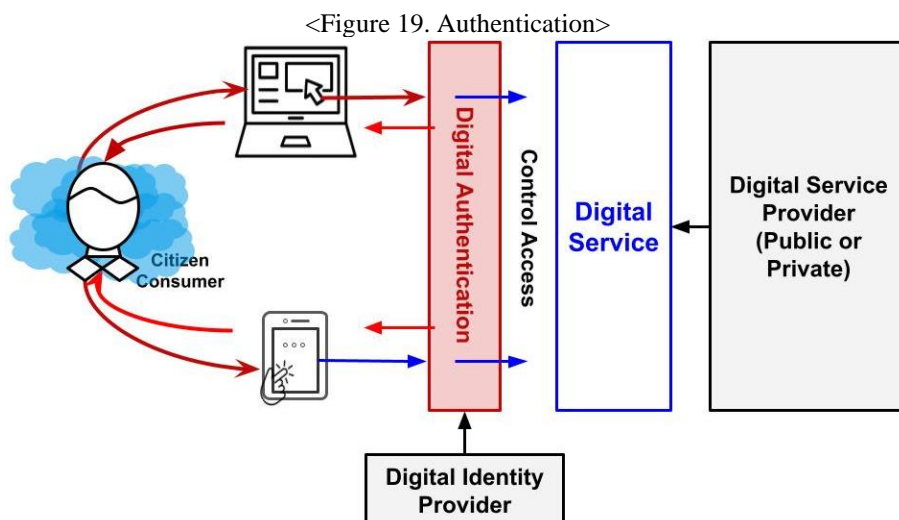 <Figure 19. Authentication>
Digital Authentication
Control Access
Digital
Service
Digital Service
Provider
(Public or
Private)
Citizen
Consumer
Digital Identity
Provider